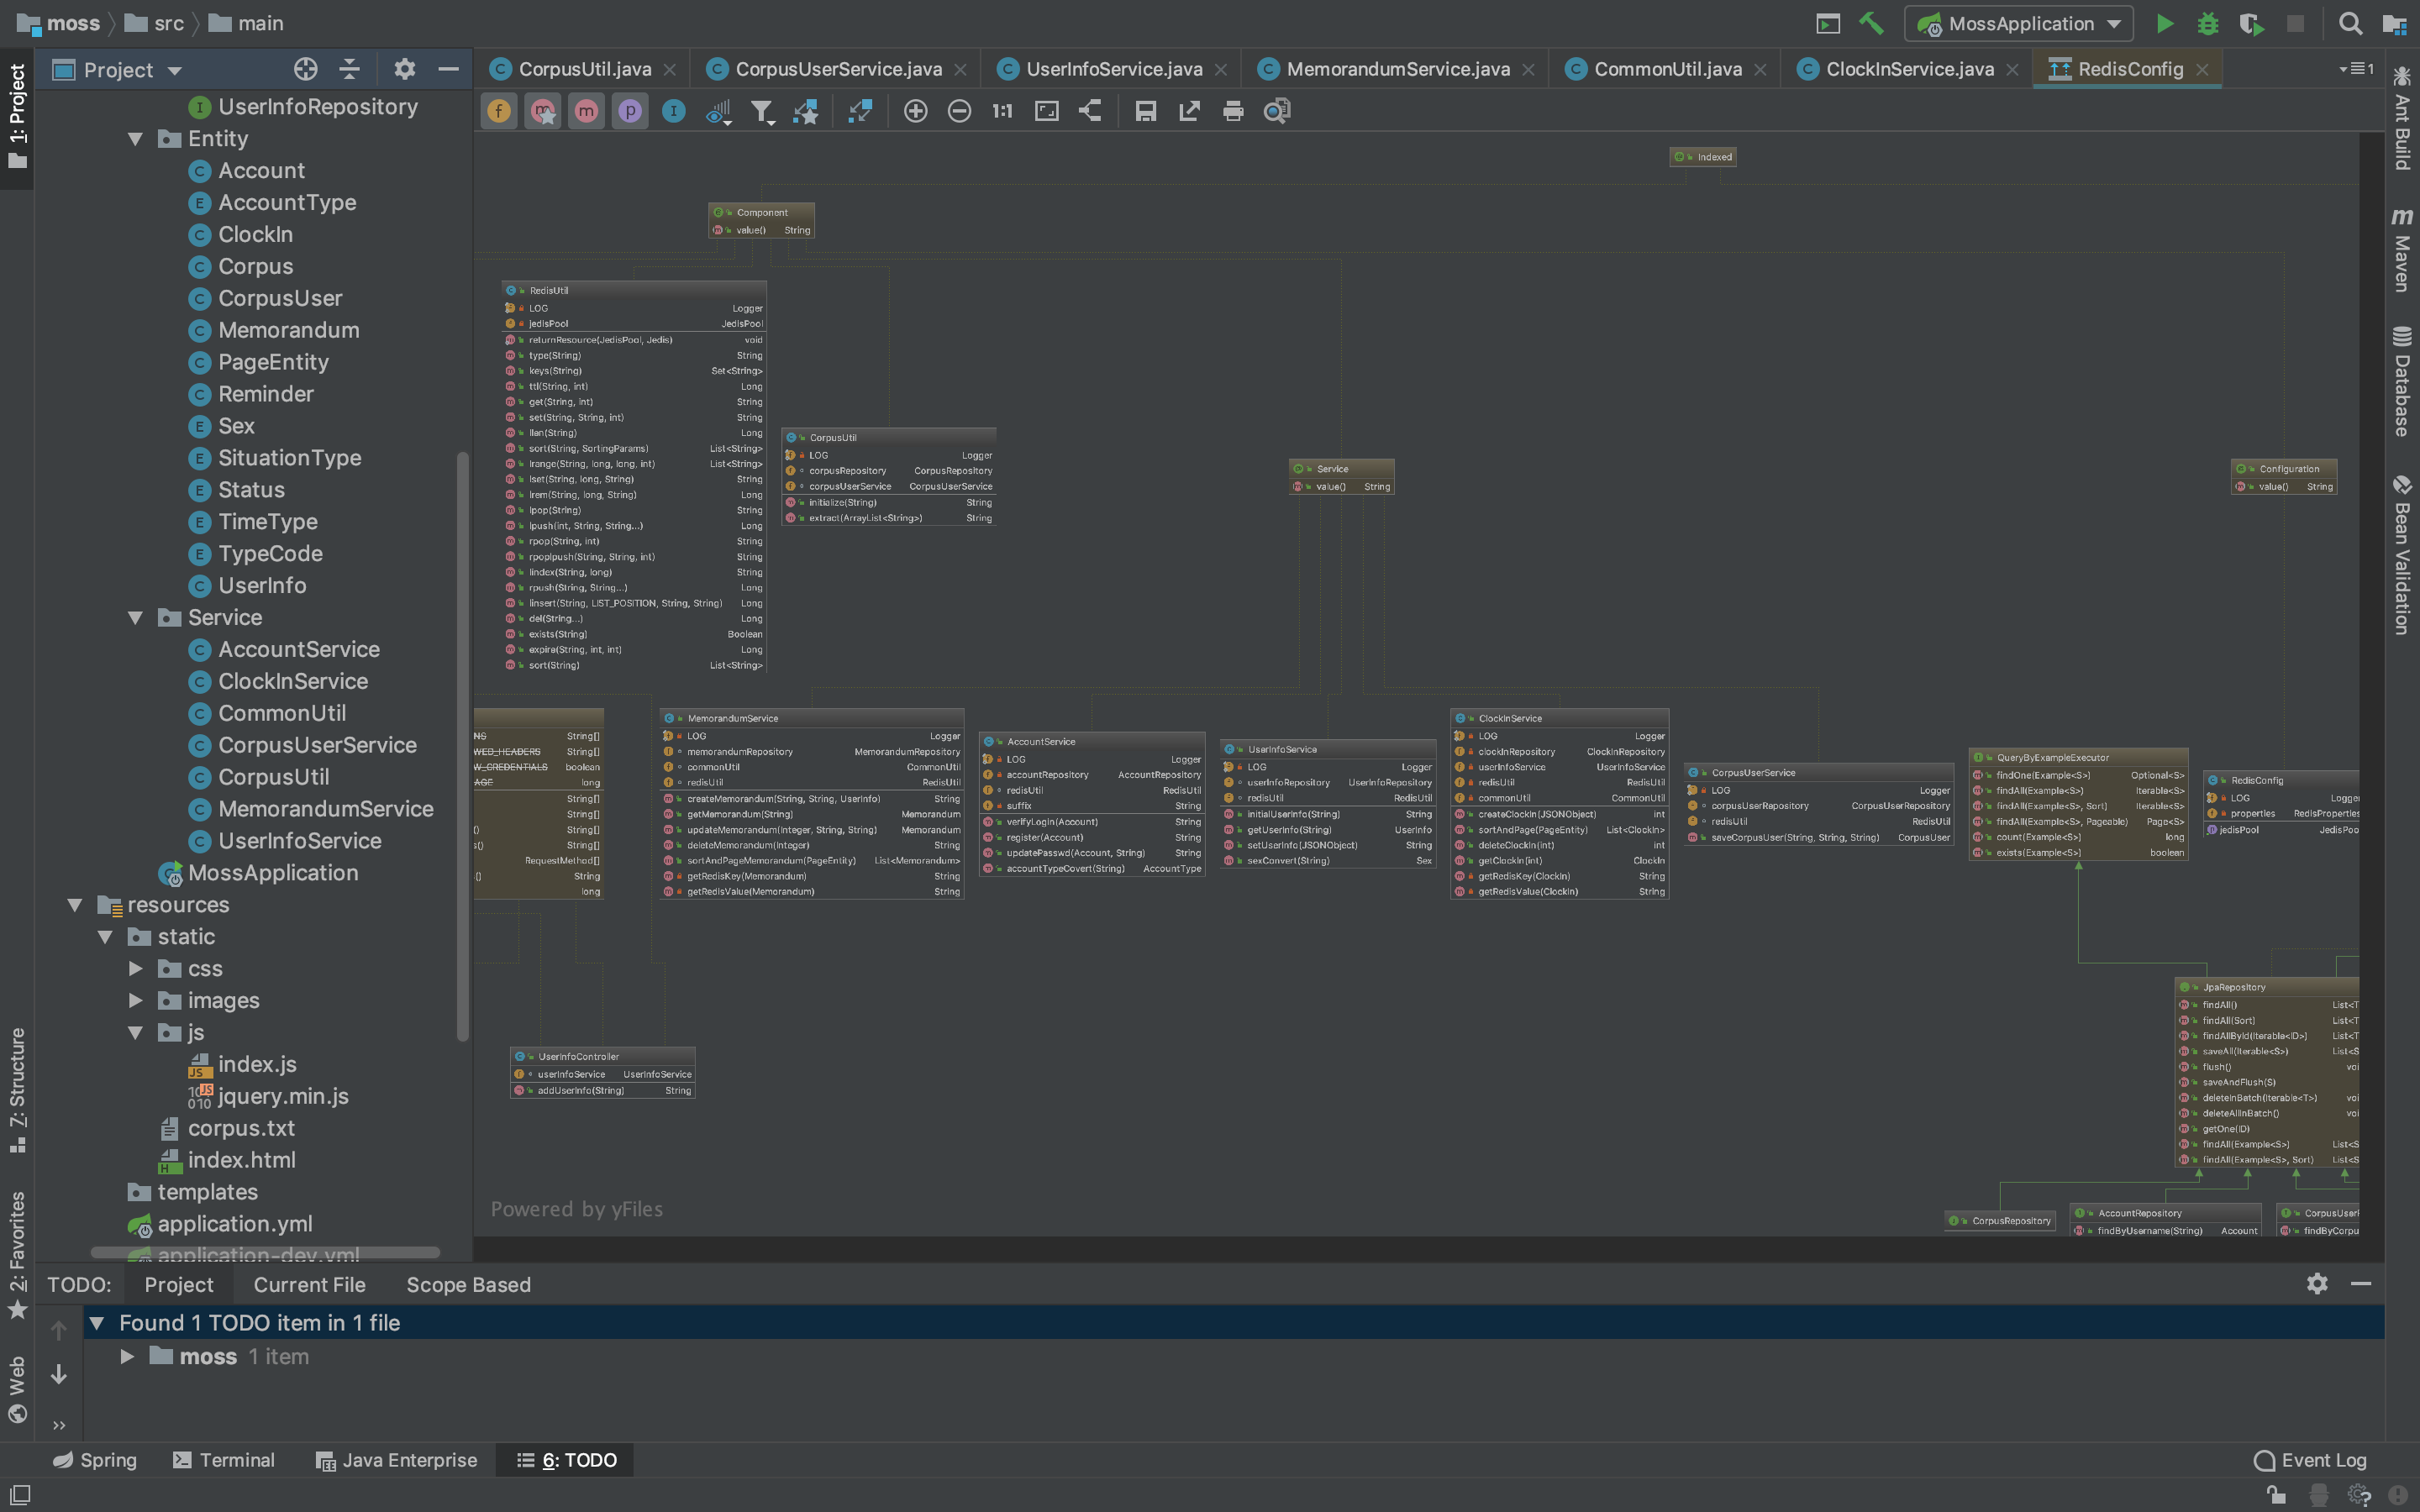 moss src main MossApplication
Project
CorpusUtil.java CorpusUserService.java UserInfoService.java MemorandumService.java CommonUtil.java ClockInService.java RedisConfig 1
1: Project
Z: Structure
2: Favorites
Web
UserInfoRepository
Entity
Account
AccountType
ClockIn
Corpus
CorpusUser
Memorandum
PageEntity
Reminder
Sex
SituationType
Status
TimeType
TypeCode
UserInfo
Service
AccountService
ClockInService
CommonUtil
CorpusUserService
CorpusUtil
MemorandumService
UserInfoService
MossApplication
resources
static
css
images
js
index.js
jquery.min.js
corpus.txt
index.html
templates
application.yml
application-dev.yml
1:1
Indexed
Component
value() String
RedisUtil
LOG Logger
jedisPool JedisPool
returnResource(JedisPool, Jedis) void
type(String) String
keys(String) Set<String>
ttl(String, int) Long
get(String, int) String
set(String, String, int) String
llen(String) Long
sort(String, SortingParams) List<String>
lrange(String, long, long, int) List<String>
lset(String, long, String) String
lrem(String, long, String) Long
lpop(String) String
lpush(int, String, String...) Long
rpop(String, int) String
rpoplpush(String, String, int) String
lindex(String, long) String
rpush(String, String...) Long
linsert(String, LIST_POSITION, String, String) Long
del(String...) Long
exists(String) Boolean
expire(String, int, int) Long
sort(String) List<String>
CorpusUtil
LOG Logger
corpusRepository CorpusRepository
corpusUserService CorpusUserService
initialize(String) String
extract(ArrayList<String>) String
Service
value() String
Configuration
value() String
NS String[]
WED_HEADERS String[]
W_CREDENTIALS boolean
AGE long
String[]
String[]
() String[]
s() String[]
RequestMethod[]
() String
long
MemorandumService
LOG Logger
memorandumRepository MemorandumRepository
commonUtil CommonUtil
redisUtil RedisUtil
createMemorandum(String, String, UserInfo) String
getMemorandum(String) Memorandum
updateMemorandum(Integer, String, String) Memorandum
deleteMemorandum(Integer) String
sortAndPageMemorandum(PageEntity) List<Memorandum>
getRedisKey(Memorandum) String
getRedisValue(Memorandum) String
AccountService
LOG Logger
accountRepository AccountRepository
redisUtil RedisUtil
suffix String
verifyLogin(Account) String
register(Account) String
updatePasswd(Account, String) String
accountTypeCovert(String) AccountType
UserInfoService
LOG Logger
userInfoRepository UserInfoRepository
redisUtil RedisUtil
initialUserInfo(String) String
getUserInfo(String) UserInfo
setUserInfo(JSONObject) String
sexConvert(String) Sex
ClockInService
LOG Logger
clockInRepository ClockInRepository
userInfoService UserInfoService
redisUtil RedisUtil
commonUtil CommonUtil
createClockIn(JSONObject) int
sortAndPage(PageEntity) List<ClockIn>
deleteClockIn(int) int
getClockIn(int) ClockIn
getRedisKey(ClockIn) String
getRedisValue(ClockIn) String
CorpusUserService
LOG Logger
corpusUserRepository CorpusUserRepository
redisUtil RedisUtil
saveCorpusUser(String, String, String) CorpusUser
QueryByExampleExecutor
findOne(Example<S>) Optional<S>
findAll(Example<S>) Iterable<S>
findAll(Example<S>, Sort) Iterable<S>
findAll(Example<S>, Pageable) Page<S>
count(Example<S>) long
exists(Example<S>) boolean
RedisConfig
LOG Logger
properties RedisProperties
jedisPool JedisPoo
JpaRepository
findAll() List<T
findAll(Sort) List<T
findAllById(Iterable<ID>) List<T
saveAll(Iterable<S>) List<S
flush() voi
saveAndFlush(S)
deleteInBatch(Iterable<T>) voi
deleteAllInBatch() voi
getOne(ID)
findAll(Example<S>) List<S
findAll(Example<S>, Sort) List<S
UserInfoController
userInfoService UserInfoService
addUserInfo(String) String
CorpusRepository
AccountRepository
findByUsername(String) Account
CorpusUserI
findByCorpu
Powered by yFiles
Ant Build
Maven
Database
Bean Validation
TODO: Project Current File Scope Based
Found 1 TODO item in 1 file
moss 1 item
Spring Terminal Java Enterprise 6: TODO Event Log